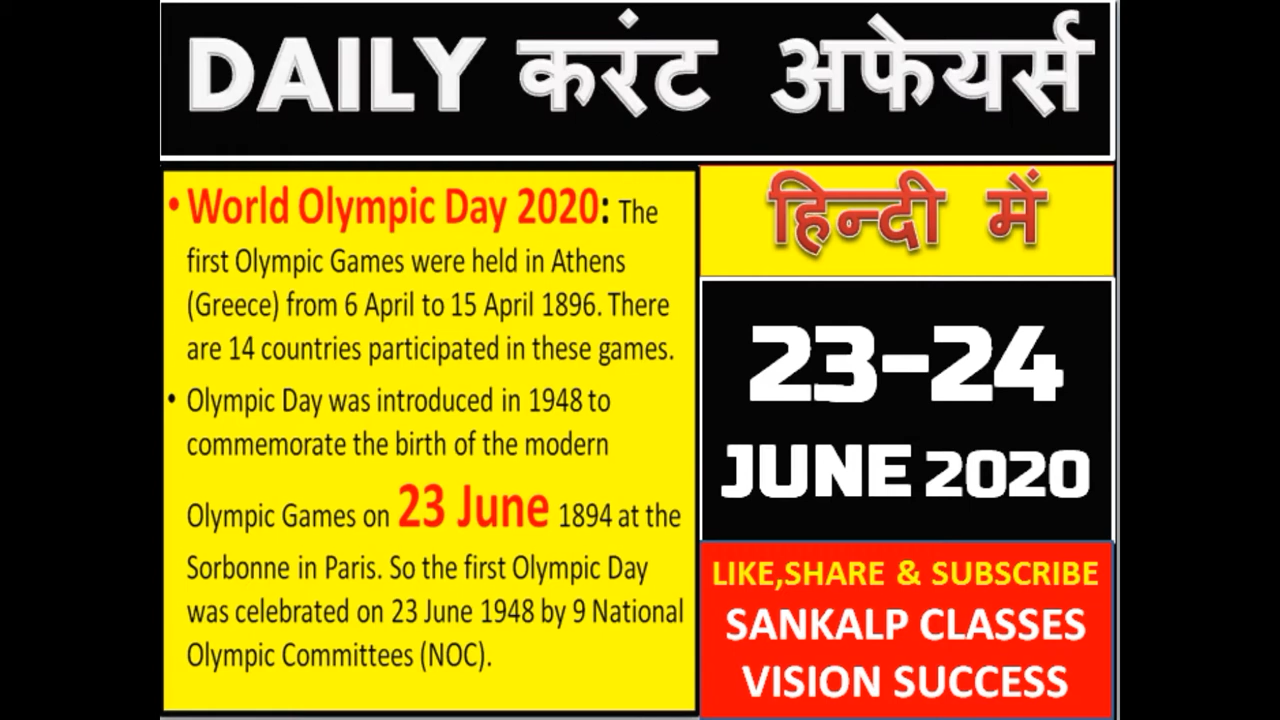 DAILY करंट अफेयर्स
• World Olympic Day 2020: The
first Olympic Games were held in Athens
(Greece) from 6 April to 15 April 1896. There
are 14 countries participated in these games.
• Olympic Day was introduced in 1948 to
commemorate the birth of the modern
Olympic Games on 23 June 1894 at the
Sorbonne in Paris. So the first Olympic Day
was celebrated on 23 June 1948 by 9 National
Olympic Committees (NOC).
हिन्दी में
23-24
JUNE 2020
LIKE,SHARE & SUBSCRIBE
SANKALP CLASSES
VISION SUCCESS